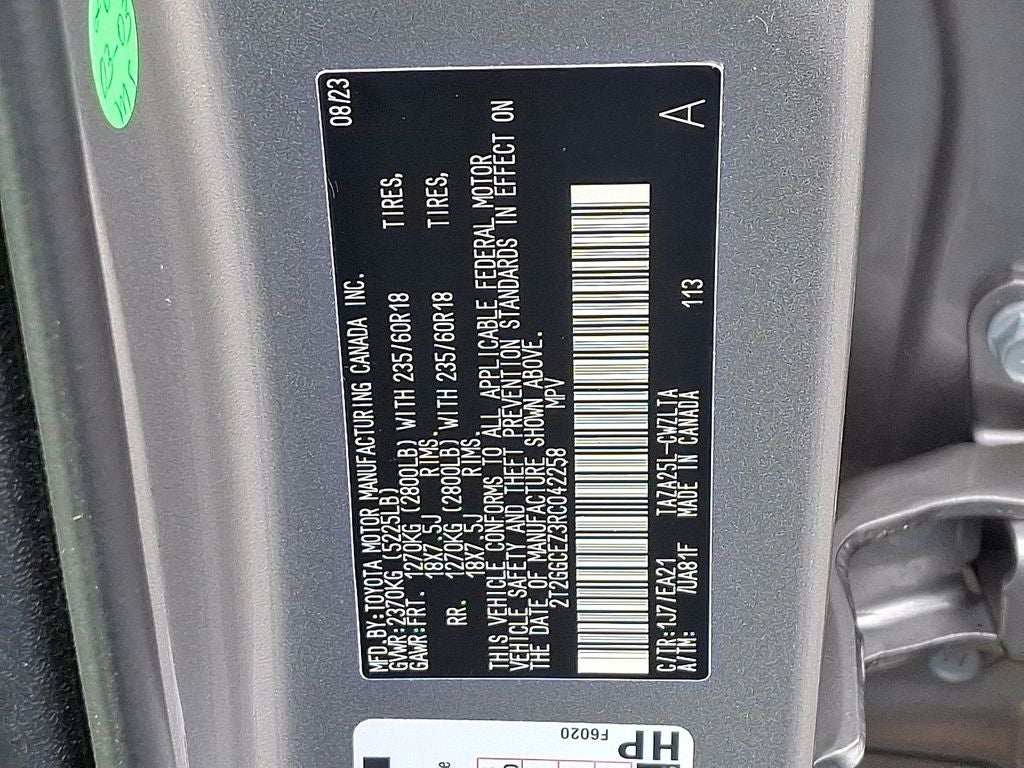 08/23
MFD.BY:TOYOTA MOTOR MANUFACTURING CANADA INC.
GVWR:2370KG (5225LB)
GAWR:FRT. 1270KG (2800LB) WITH 235/60R18 TIRES,
18X7.5J RIMS.
RR. 1270KG (2800LB) WITH 235/60R18 TIRES,
18X7.5J RIMS.
THIS VEHICLE CONFORMS TO ALL APPLICABLE FEDERAL MOTOR
VEHICLE SAFETY AND THEFT PREVENTION STANDARDS IN EFFECT ON
THE DATE OF MANUFACTURE SHOWN ABOVE.
2T2GGCEZ3RC042258 MPV
C/TR:1J7/EA21 TAZA25L-CWZLTA 113
A/TM: /UA81F MADE IN CANADA
A
HP
F6020